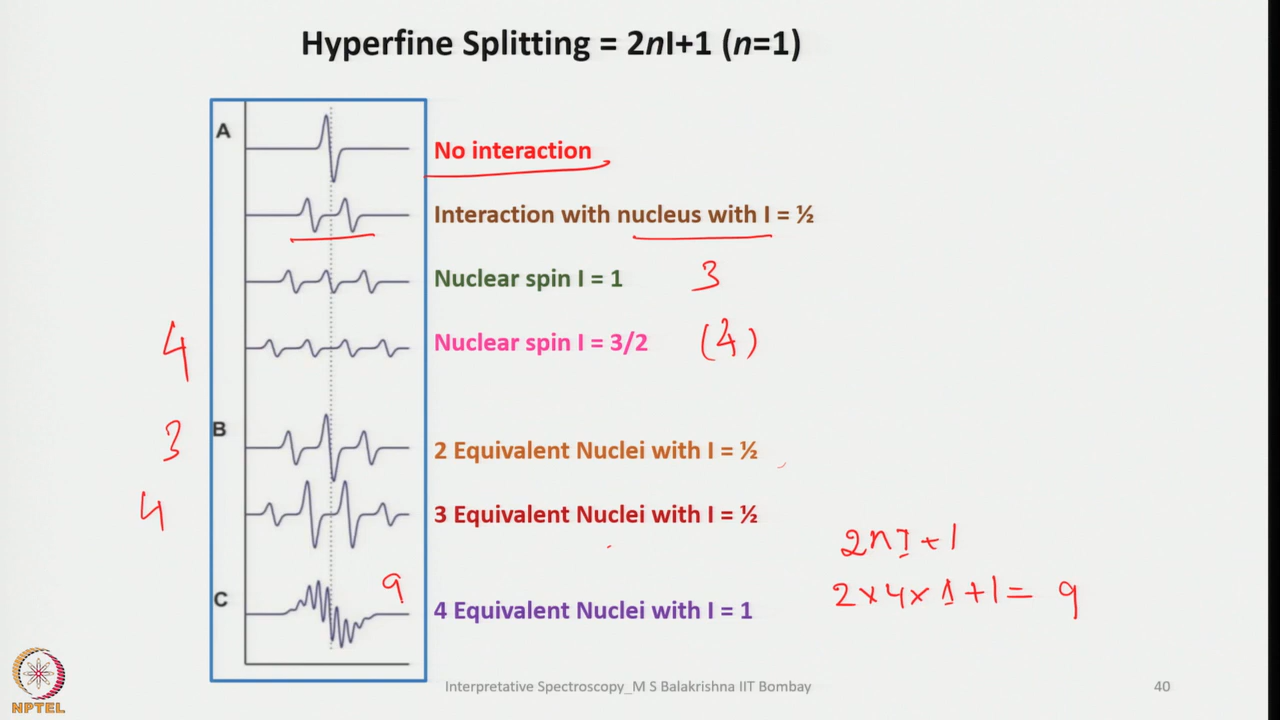 Hyperfine Splitting = 2nI+1 (n=1)
A
No interaction
Interaction with nucleus with I = ½
Nuclear spin I = 1 3
4 Nuclear spin I = 3/2 (4)
3 B 2 Equivalent Nuclei with I = ½
4 3 Equivalent Nuclei with I = ½
2nI+1
C 9 4 Equivalent Nuclei with I = 1
2×4×1+1= 9
NPTEL
Interpretative Spectroscopy_M S Balakrishna IIT Bombay
40